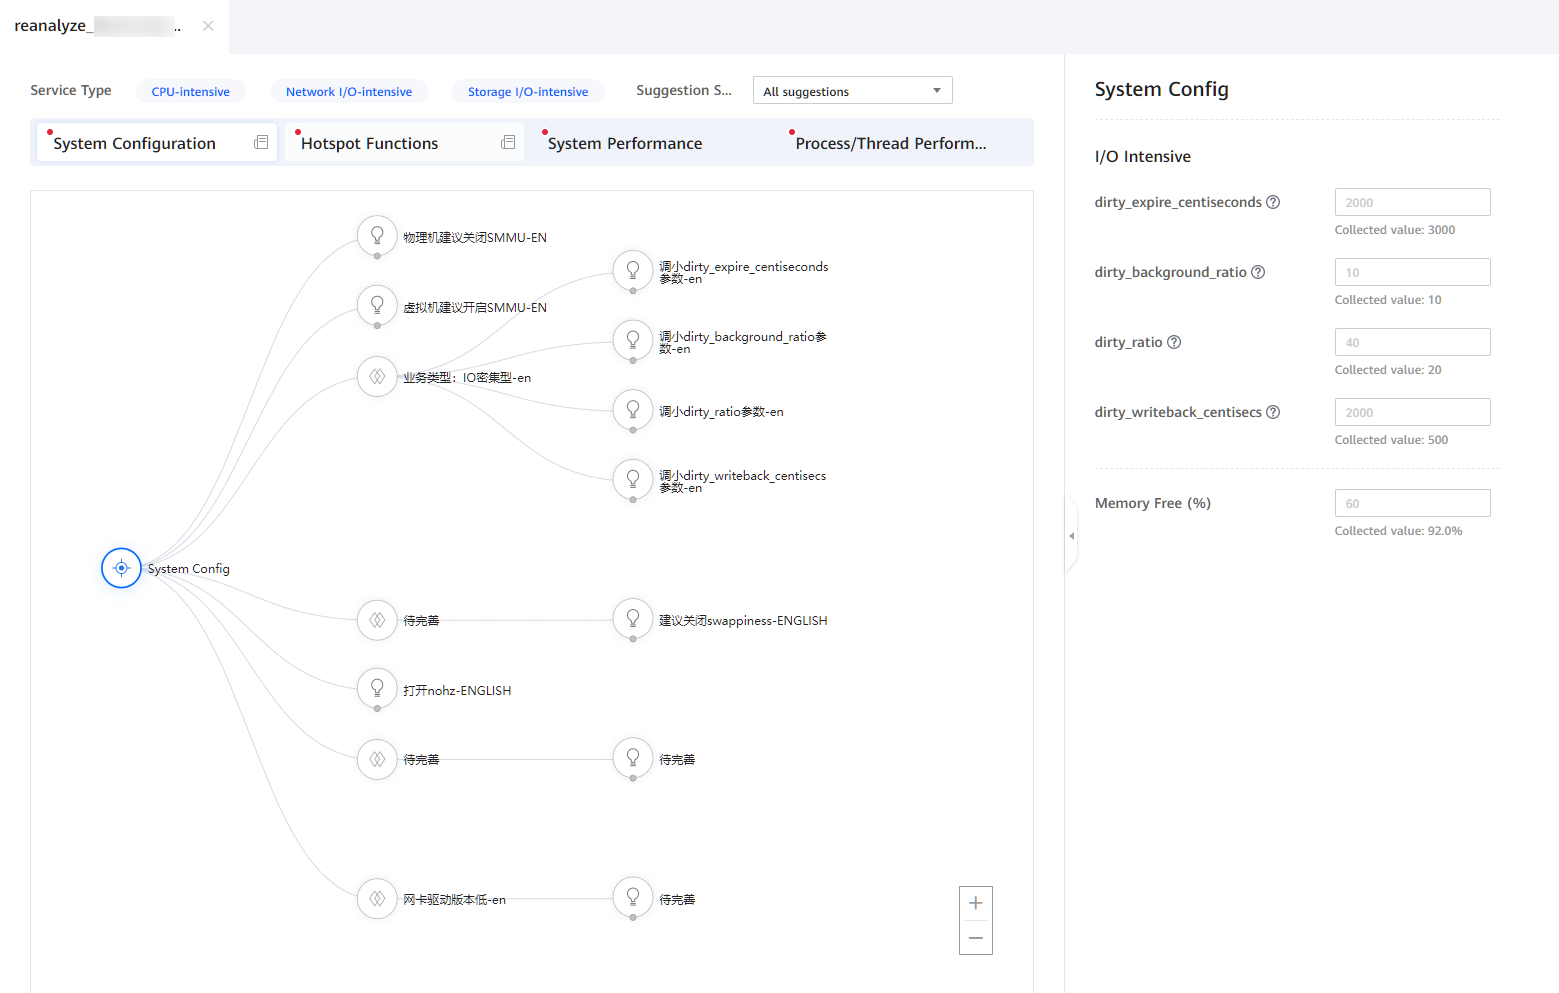 reanalyze_ ..
Service Type CPU-intensive Network I/O-intensive Storage I/O-intensive Suggestion S... All suggestions
System Configuration Hotspot Functions System Performance Process/Thread Perform...
物理机建议关闭SMMU-EN
调小dirty_expire_centiseconds
参数-en
虚拟机建议开启SMMU-EN
调小dirty_background_ratio参
数-en
业务类型：IO密集型-en
调小dirty_ratio参数-en
调小dirty_writeback_centisecs
参数-en
System Config
待完善
建议关闭swappiness-ENGLISH
打开nohz-ENGLISH
待完善
待完善
网卡驱动版本低-en
待完善
System Config
I/O Intensive
dirty_expire_centiseconds 2000
Collected value: 3000
dirty_background_ratio 10
Collected value: 10
dirty_ratio 40
Collected value: 20
dirty_writeback_centisecs 2000
Collected value: 500
Memory Free (%) 60
Collected value: 92.0%